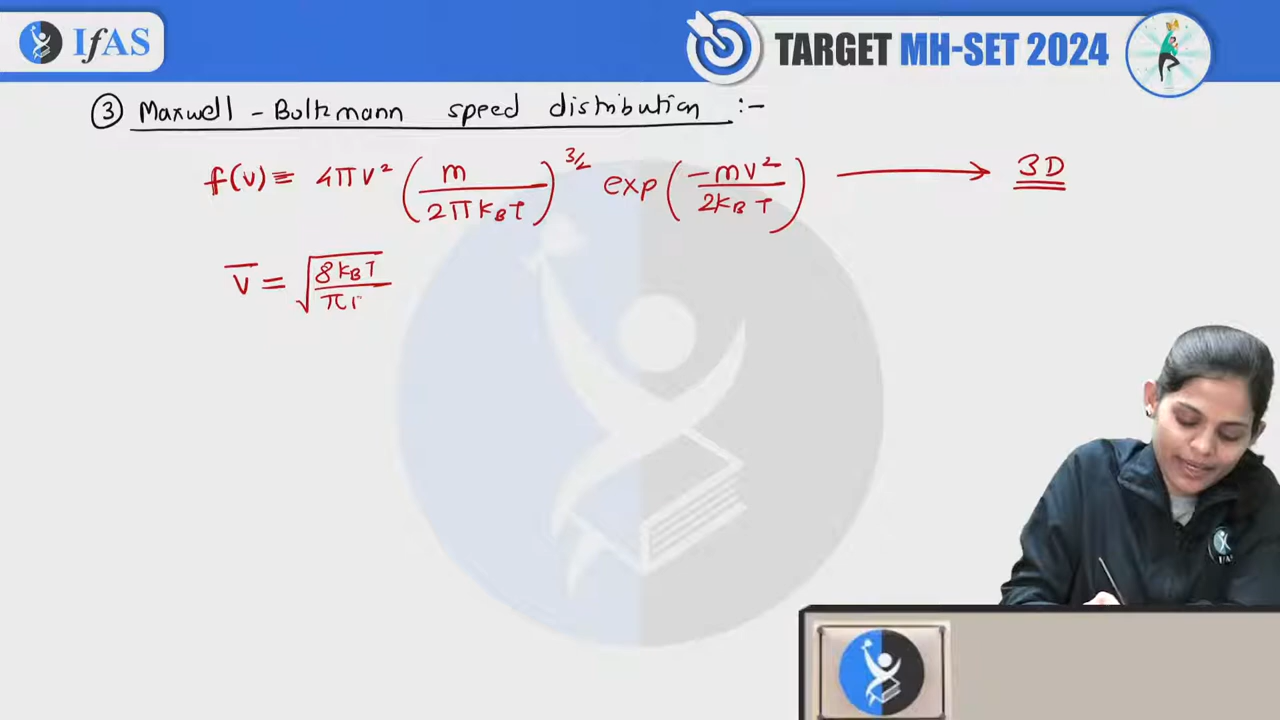 IfAS
TARGET MH-SET 2024
③ Maxwell - Boltzmann speed distribution :-
f(v) = 4πv² (m / 2πk_BT)^3/2 exp(-mv² / 2k_BT) → 3D
v̅ = √(8k_BT / π